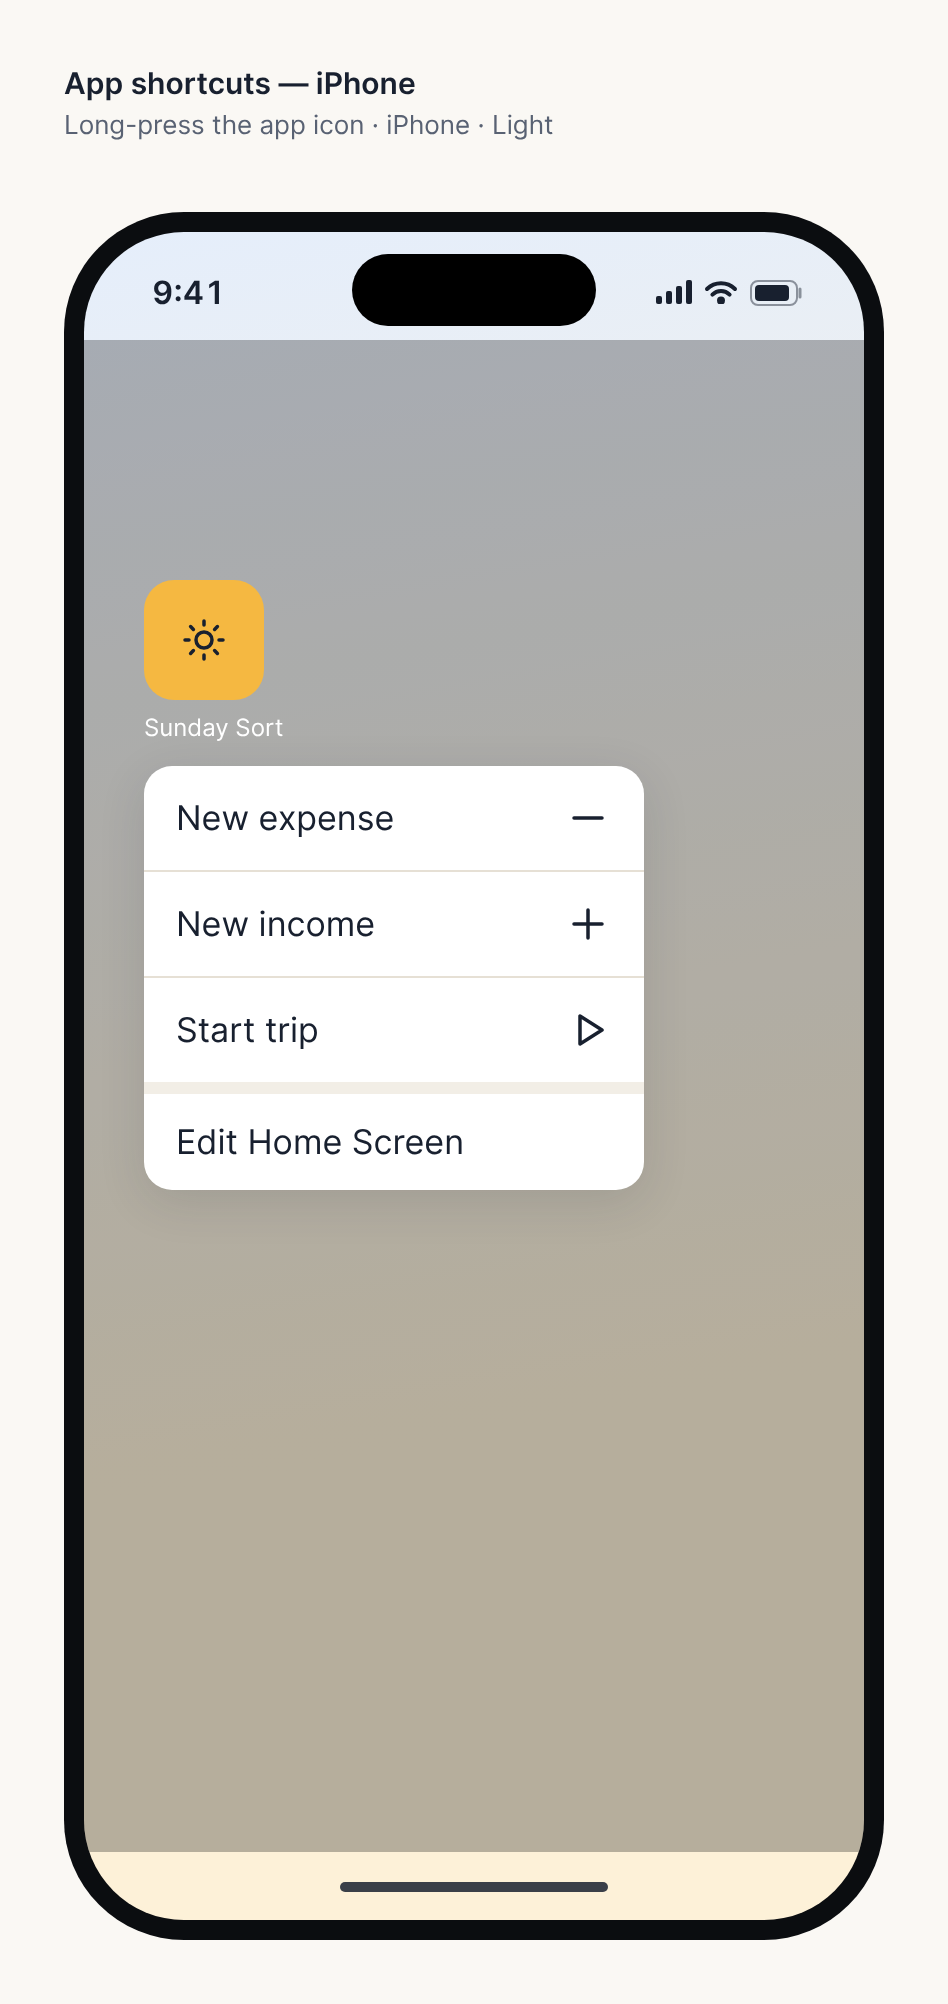 App shortcuts — iPhone
Long-press the app icon · iPhone · Light
9:41
Sunday Sort
New expense
New income
Start trip
Edit Home Screen